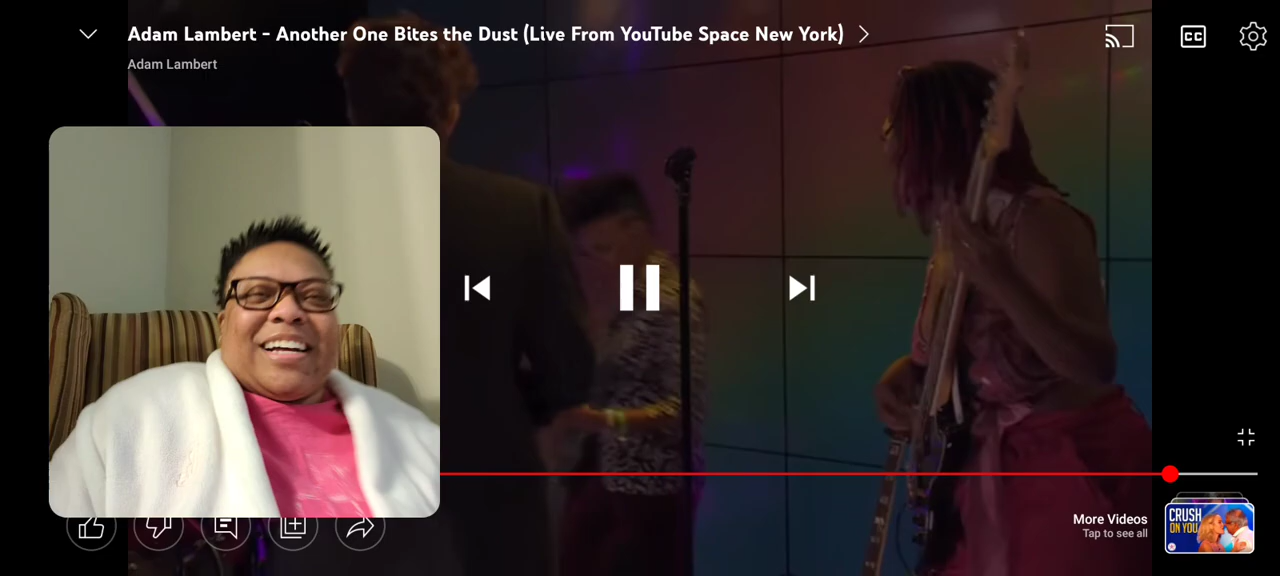 Adam Lambert - Another One Bites the Dust (Live From YouTube Space New York)
Adam Lambert
CC
More Videos
Tap to see all
CRUSH
ON YOU